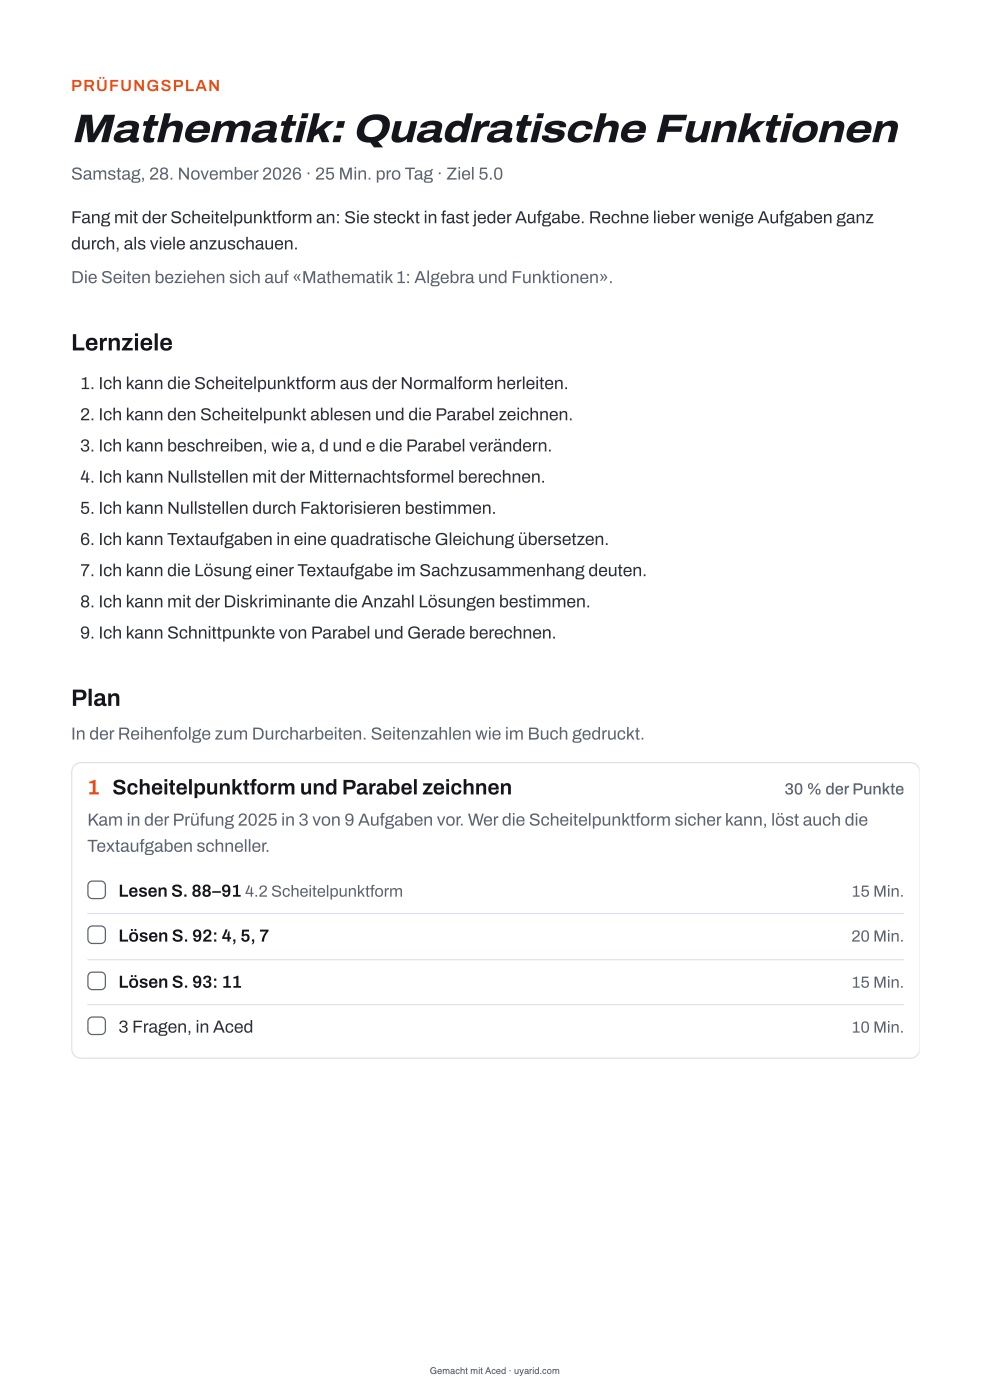 PRÜFUNGSPLAN
Mathematik: Quadratische Funktionen
Samstag, 28. November 2026 · 25 Min. pro Tag · Ziel 5.0
Fang mit der Scheitelpunktform an: Sie steckt in fast jeder Aufgabe. Rechne lieber wenige Aufgaben ganz
durch, als viele anzuschauen.
Die Seiten beziehen sich auf «Mathematik 1: Algebra und Funktionen».
Lernziele
1. Ich kann die Scheitelpunktform aus der Normalform herleiten.
2. Ich kann den Scheitelpunkt ablesen und die Parabel zeichnen.
3. Ich kann beschreiben, wie a, d und e die Parabel verändern.
4. Ich kann Nullstellen mit der Mitternachtsformel berechnen.
5. Ich kann Nullstellen durch Faktorisieren bestimmen.
6. Ich kann Textaufgaben in eine quadratische Gleichung übersetzen.
7. Ich kann die Lösung einer Textaufgabe im Sachzusammenhang deuten.
8. Ich kann mit der Diskriminante die Anzahl Lösungen bestimmen.
9. Ich kann Schnittpunkte von Parabel und Gerade berechnen.
Plan
In der Reihenfolge zum Durcharbeiten. Seitenzahlen wie im Buch gedruckt.
1 Scheitelpunktform und Parabel zeichnen 30 % der Punkte
Kam in der Prüfung 2025 in 3 von 9 Aufgaben vor. Wer die Scheitelpunktform sicher kann, löst auch die
Textaufgaben schneller.
Lesen S. 88–91 4.2 Scheitelpunktform 15 Min.
Lösen S. 92: 4, 5, 7 20 Min.
Lösen S. 93: 11 15 Min.
3 Fragen, in Aced 10 Min.
Gemacht mit Aced · uyarid.com